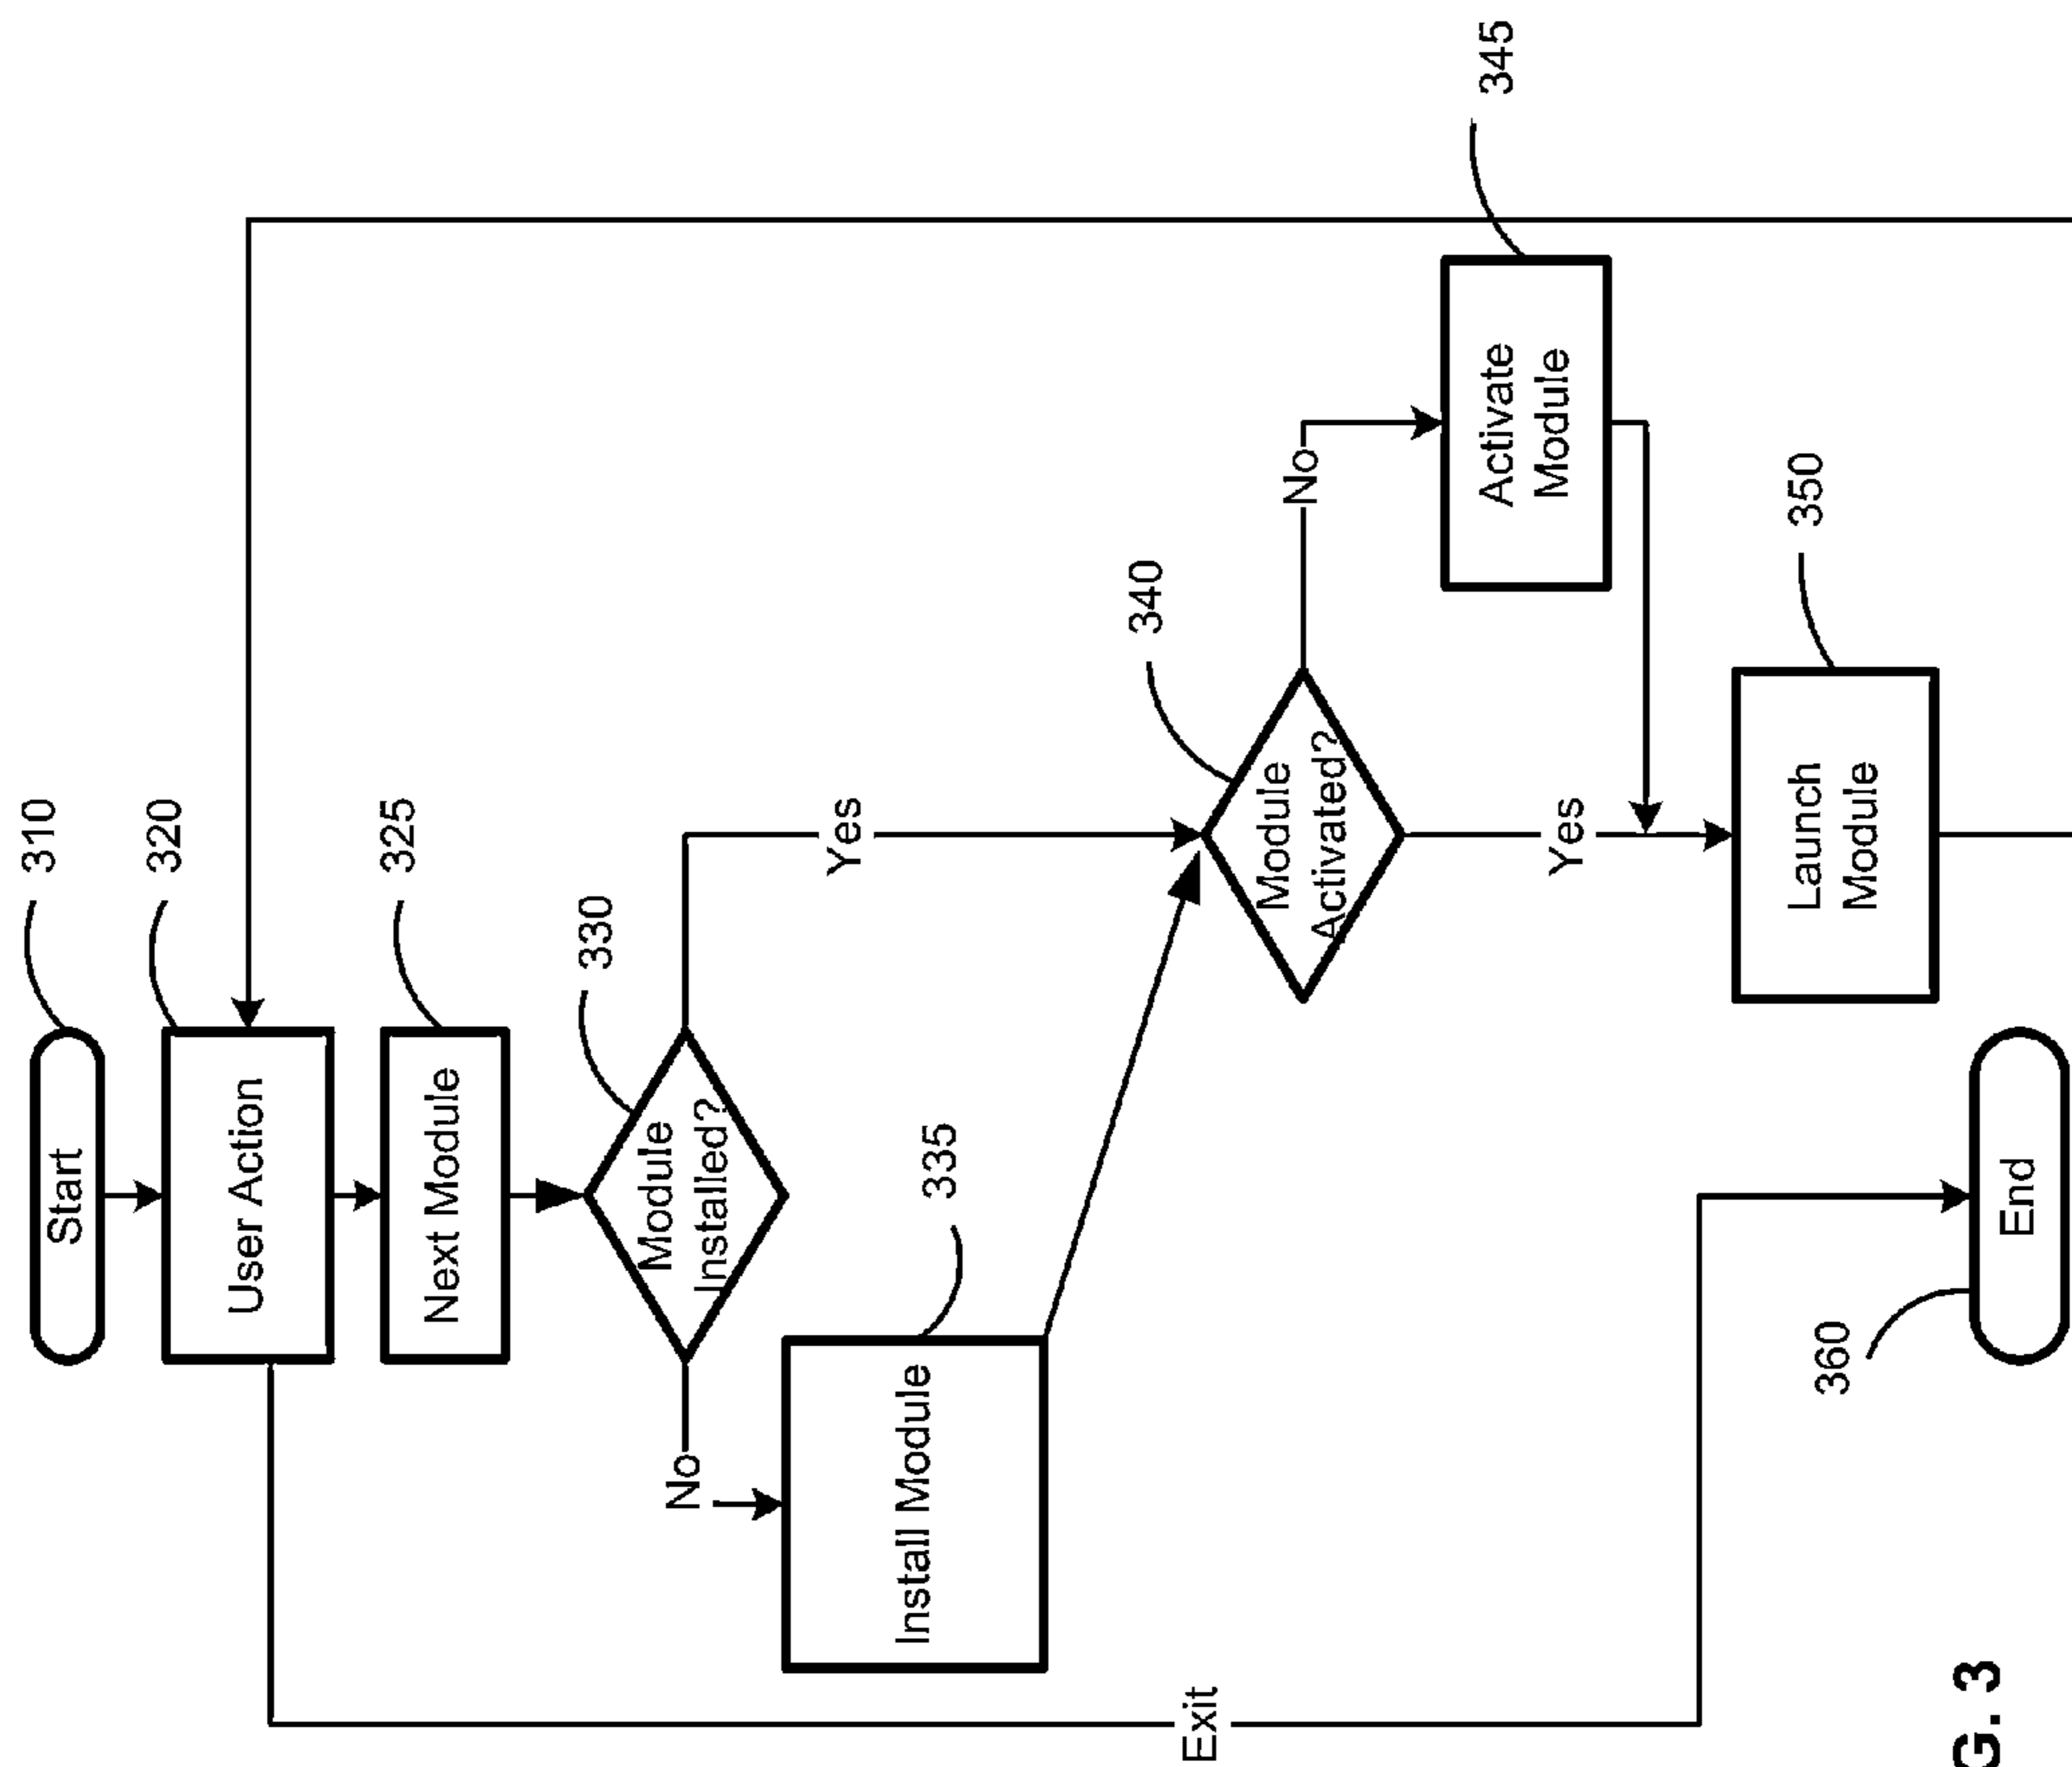 310
Start
320
User Action
325
Next Module
330
Module
Installed?
No
Yes
335
Install Module
340
Module
Activated?
No
Yes
345
Activate
Module
350
Launch
Module
Exit
360
End
G. 3